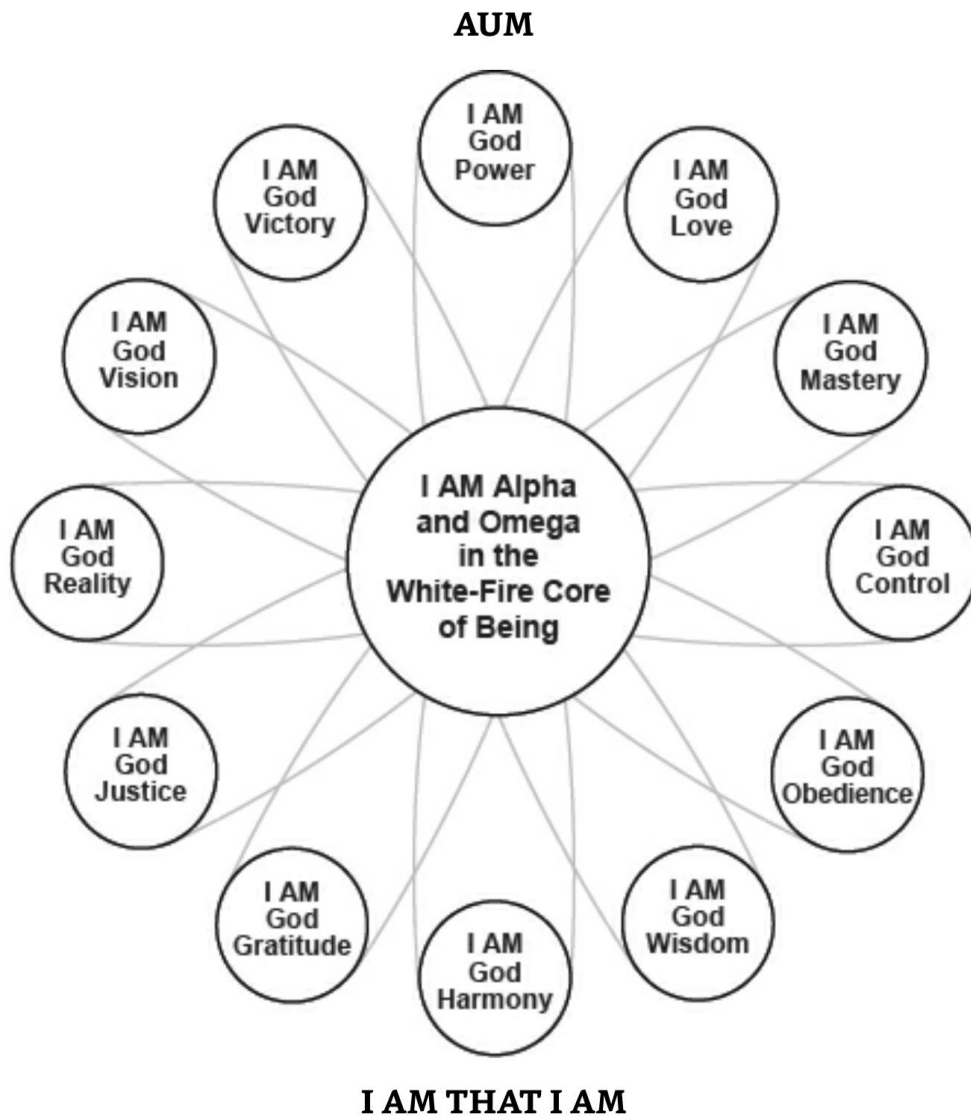 AUM
I AM
God
Power
I AM
God
Love
I AM
God
Mastery
I AM
God
Control
I AM
God
Obedience
I AM
God
Wisdom
I AM
God
Harmony
I AM
God
Gratitude
I AM
God
Justice
I AM
God
Reality
I AM
God
Vision
I AM
God
Victory
I AM Alpha
and Omega
in the
White-Fire Core
of Being
I AM THAT I AM